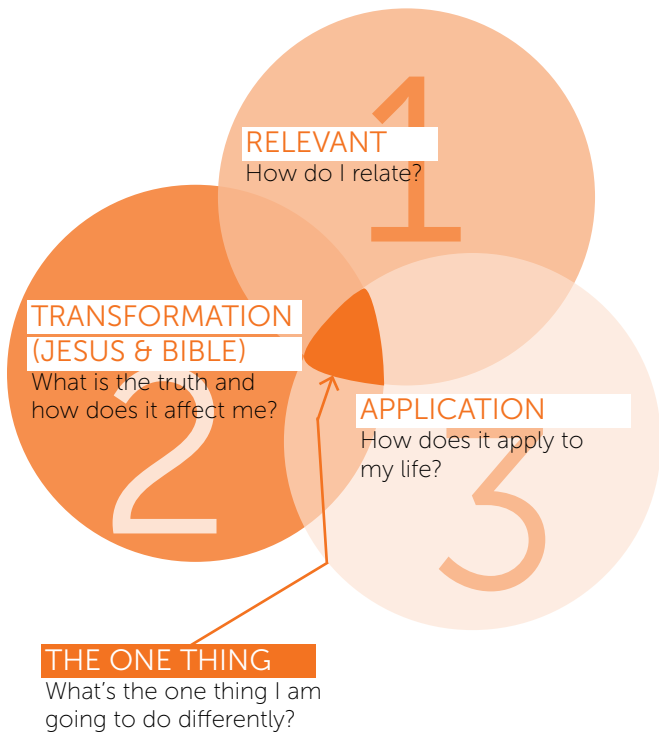 1
RELEVANT
How do I relate?
2
TRANSFORMATION
(JESUS & BIBLE)
What is the truth and
how does it affect me?
3
APPLICATION
How does it apply to
my life?
THE ONE THING
What’s the one thing I am
going to do differently?